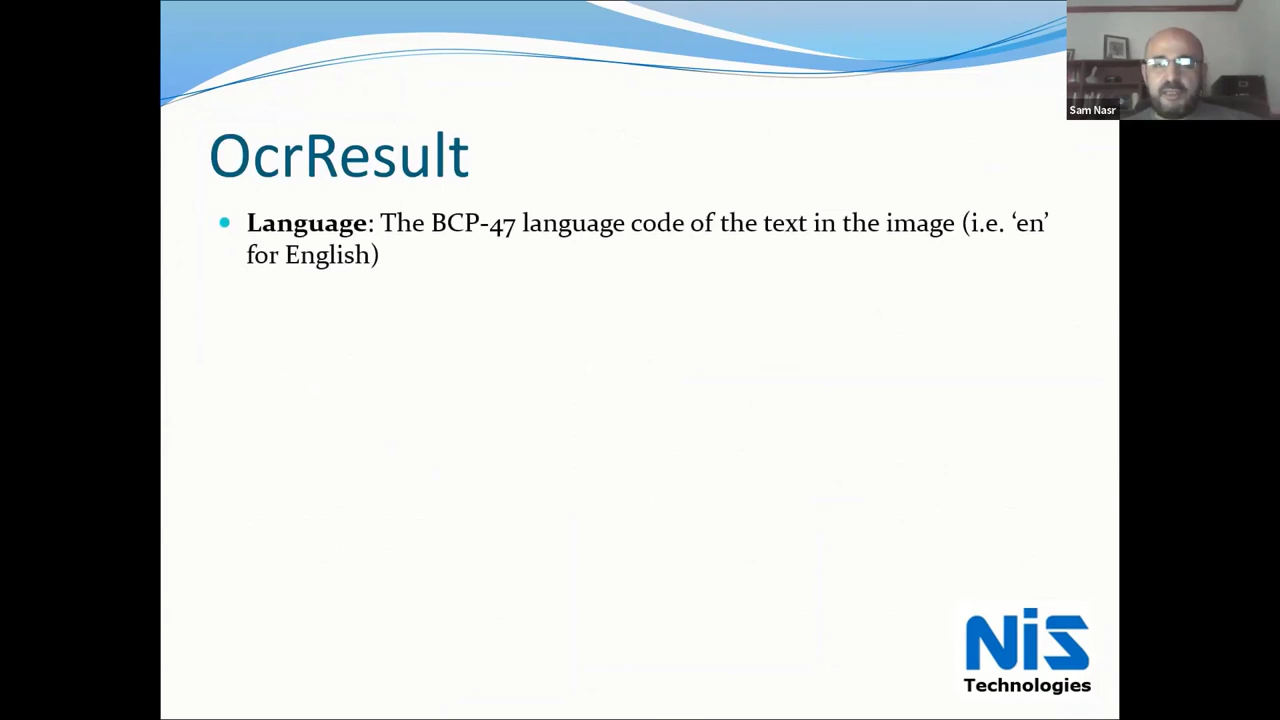 Sam Nasr
OcrResult
Language: The BCP-47 language code of the text in the image (i.e. ‘en’
for English)
NiS
Technologies